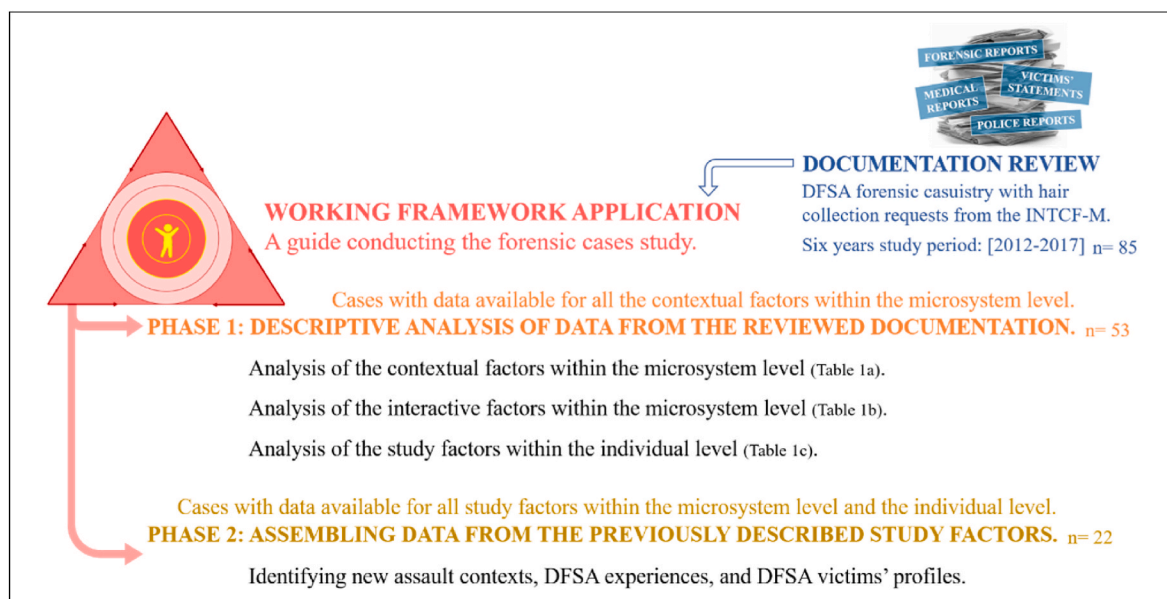 FORENSIC REPORTS
VICTIMS'
STATEMENTS
MEDICAL
REPORTS
POLICE REPORTS
DOCUMENTATION REVIEW
DFSA forensic casuistry with hair
collection requests from the INTCF-M.
Six years study period: [2012-2017] n= 85
WORKING FRAMEWORK APPLICATION
A guide conducting the forensic cases study.
Cases with data available for all the contextual factors within the microsystem level.
PHASE 1: DESCRIPTIVE ANALYSIS OF DATA FROM THE REVIEWED DOCUMENTATION. n= 53
Analysis of the contextual factors within the microsystem level (Table 1a).
Analysis of the interactive factors within the microsystem level (Table 1b).
Analysis of the study factors within the individual level (Table 1c).
Cases with data available for all study factors within the microsystem level and the individual level.
PHASE 2: ASSEMBLING DATA FROM THE PREVIOUSLY DESCRIBED STUDY FACTORS. n= 22
Identifying new assault contexts, DFSA experiences, and DFSA victims' profiles.